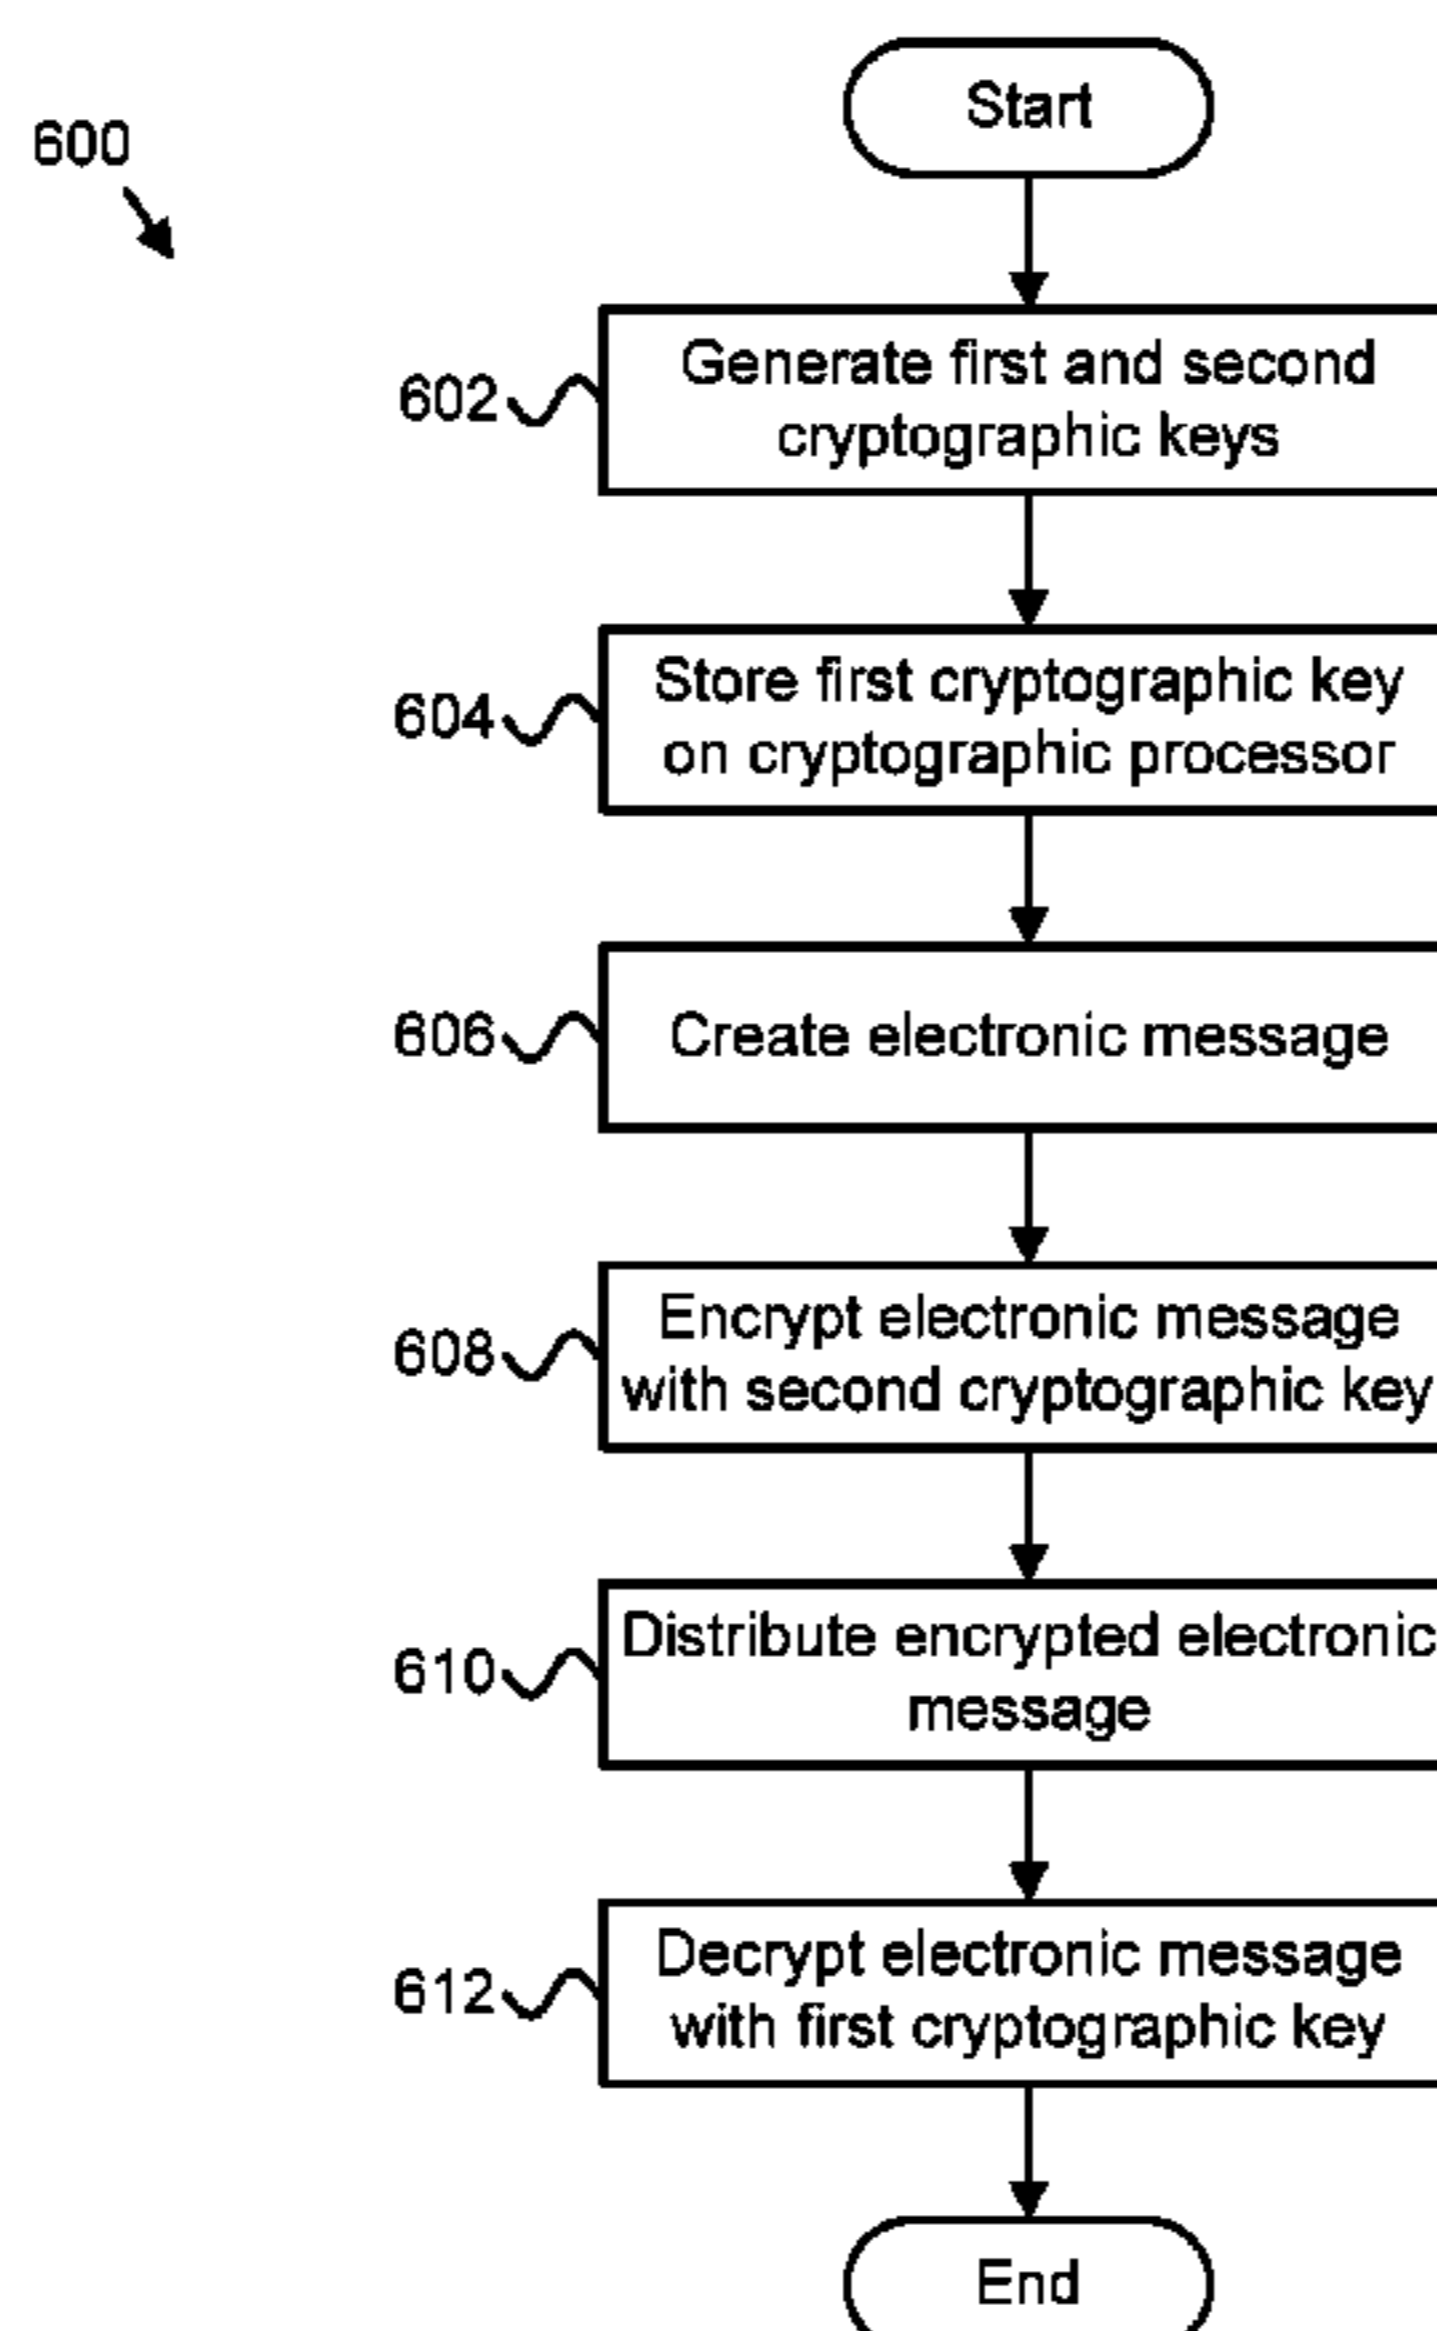 600
Start
602
Generate first and second
cryptographic keys
604
Store first cryptographic key
on cryptographic processor
606
Create electronic message
608
Encrypt electronic message
with second cryptographic key
610
Distribute encrypted electronic
message
612
Decrypt electronic message
with first cryptographic key
End